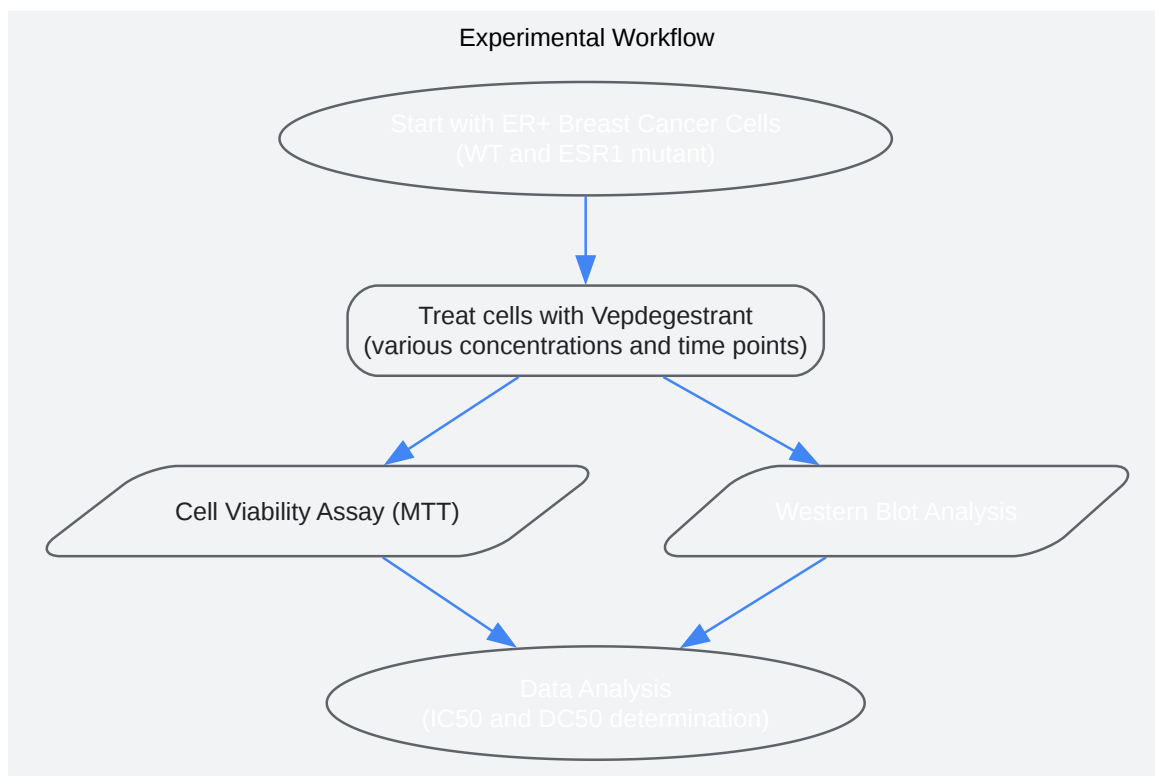 Experimental Workflow
Start with ER+ Breast Cancer Cells
(WT and ESR1 mutant)
Treat cells with Vepdegestrant
(various concentrations and time points)
Cell Viability Assay (MTT)
Western Blot Analysis
Data Analysis
(IC50 and DC50 determination)